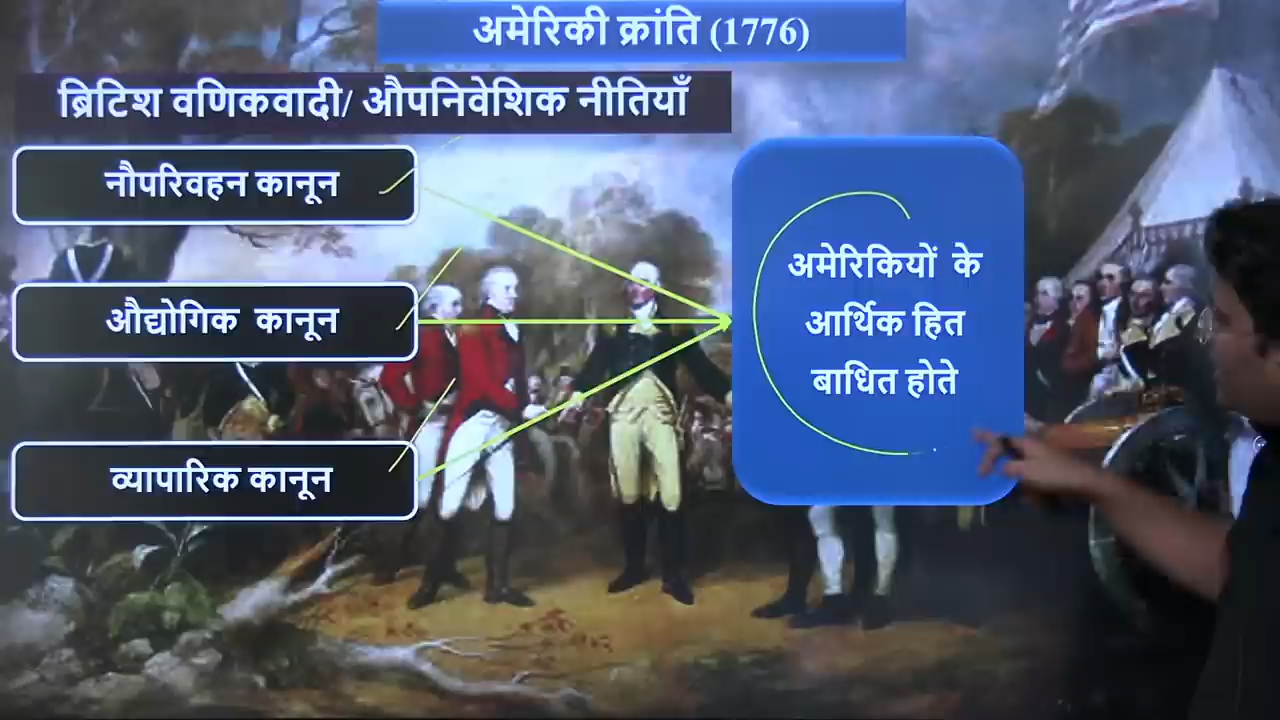 अमेरिकी क्रांति (1776)
ब्रिटिश वणिकवादी/ औपनिवेशिक नीतियाँ
नौपरिवहन कानून
औद्योगिक कानून
व्यापारिक कानून
अमेरिकियों के
आर्थिक हित
बाधित होते